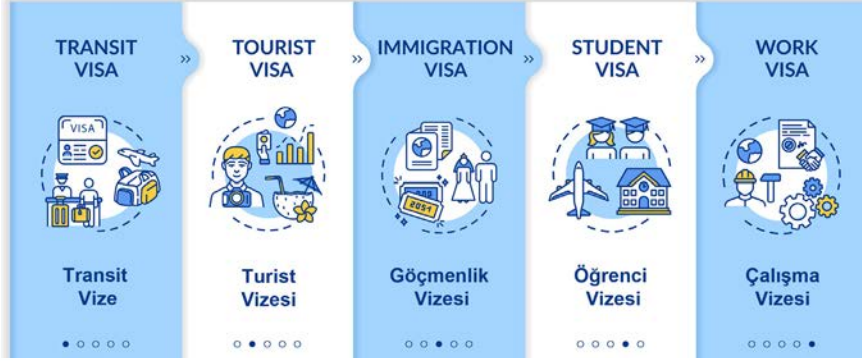 TRANSIT
VISA
VISA
Transit
Vize
TOURIST
VISA
Turist
Vizesi
IMMIGRATION
VISA
2051
Göçmenlik
Vizesi
STUDENT
VISA
Öğrenci
Vizesi
WORK
VISA
Çalışma
Vizesi